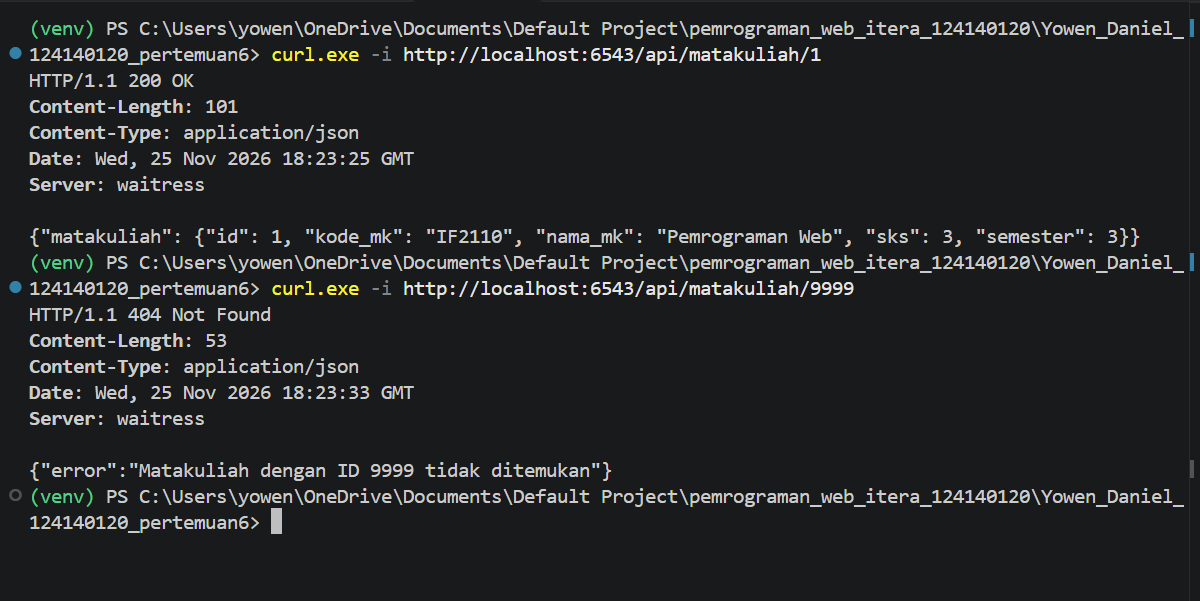 (venv) PS C:\Users\yowen\OneDrive\Documents\Default Project\pemrograman_web_itera_124140120\Yowen_Daniel_
124140120_pertemuan6> curl.exe -i http://localhost:6543/api/matakuliah/1
HTTP/1.1 200 OK
Content-Length: 101
Content-Type: application/json
Date: Wed, 25 Nov 2026 18:23:25 GMT
Server: waitress

{"matakuliah": {"id": 1, "kode_mk": "IF2110", "nama_mk": "Pemrograman Web", "sks": 3, "semester": 3}}
(venv) PS C:\Users\yowen\OneDrive\Documents\Default Project\pemrograman_web_itera_124140120\Yowen_Daniel_
124140120_pertemuan6> curl.exe -i http://localhost:6543/api/matakuliah/9999
HTTP/1.1 404 Not Found
Content-Length: 53
Content-Type: application/json
Date: Wed, 25 Nov 2026 18:23:33 GMT
Server: waitress

{"error":"Matakuliah dengan ID 9999 tidak ditemukan"}
(venv) PS C:\Users\yowen\OneDrive\Documents\Default Project\pemrograman_web_itera_124140120\Yowen_Daniel_
124140120_pertemuan6>